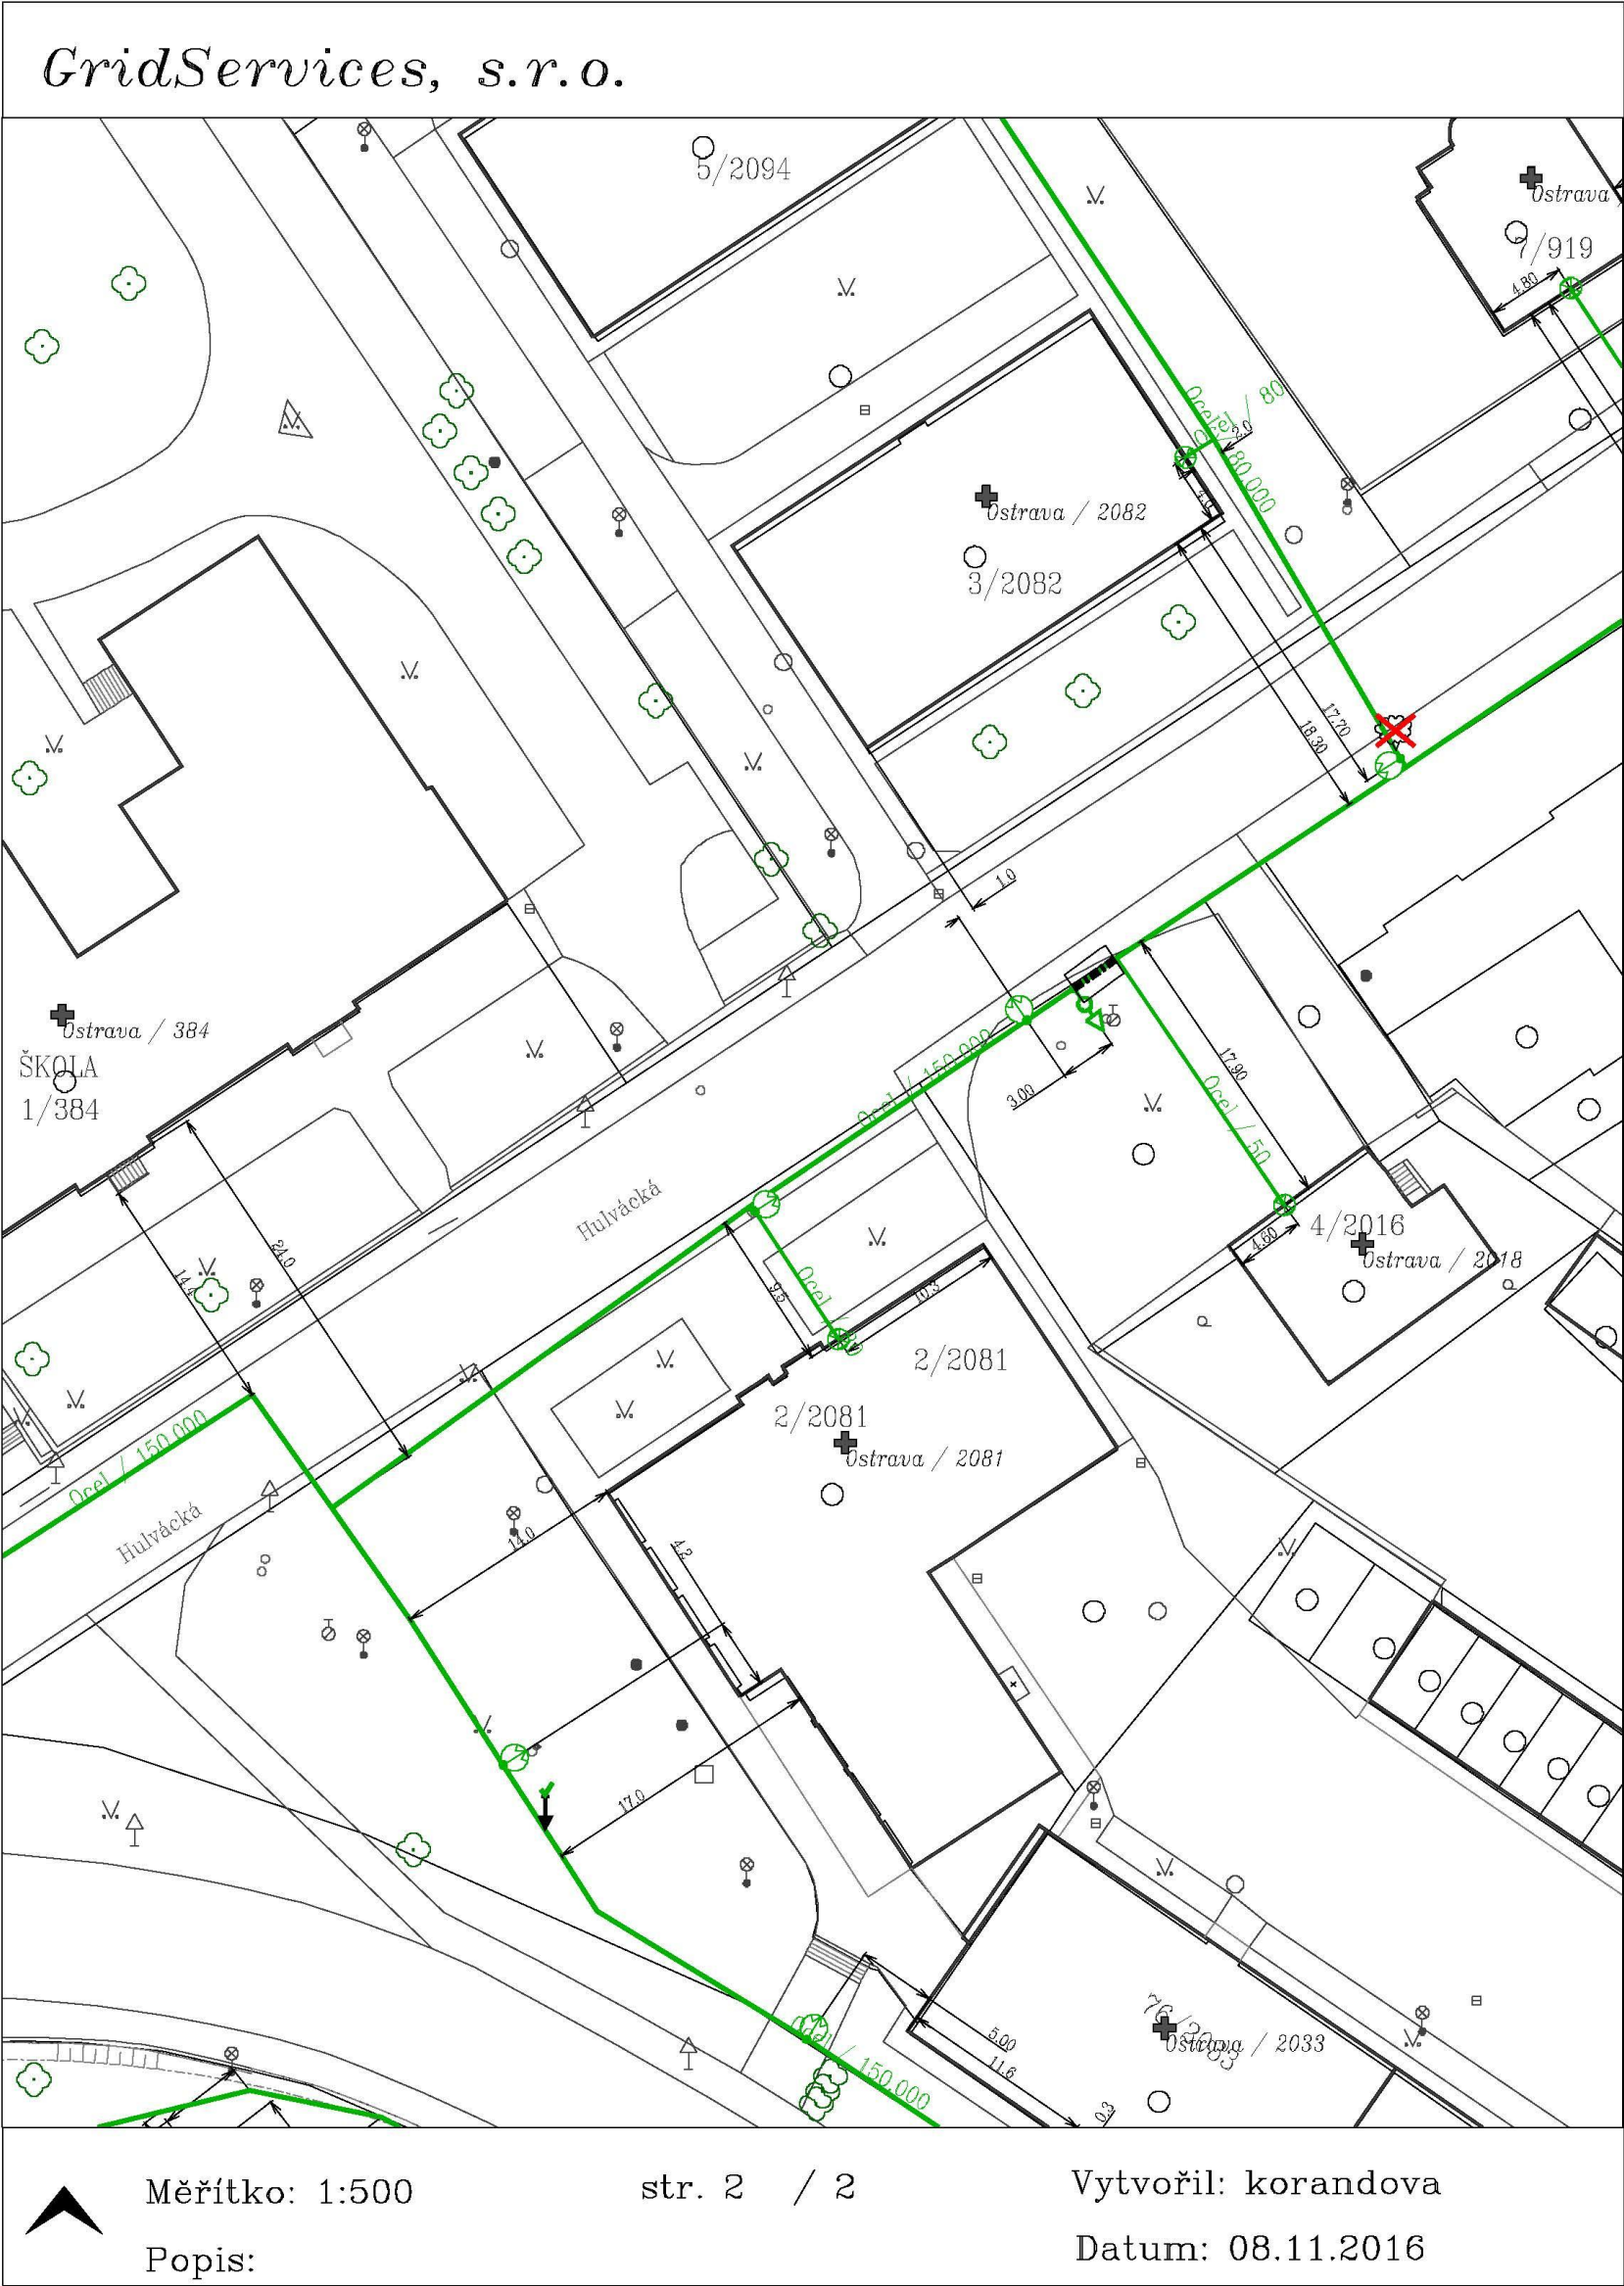 GridServices, s.r.o.
5/2094
Ostrava
7/919
4.80
Ocel / 80
2.0
80.000
Ostrava / 2082
3/2082
17.70
18.30
1.0
Ostrava / 384
ŠKOLA
1/384
Ocel / 150.000
3.00
17.90
Ocel / 50
Hulvácká
24.0
14.4
9.5
Ocel / 80
10.3
4/2016
4.60
Ostrava / 2018
2/2081
2/2081
Ostrava / 2081
Ocel / 150.000
Hulvácká
14.0
4.2
17.0
Ostrava / 2033
5.00
11.6
0.3
Ocel / 150.000
Měřítko: 1:500
str. 2 / 2
Vytvořil: korandova
Popis:
Datum: 08.11.2016